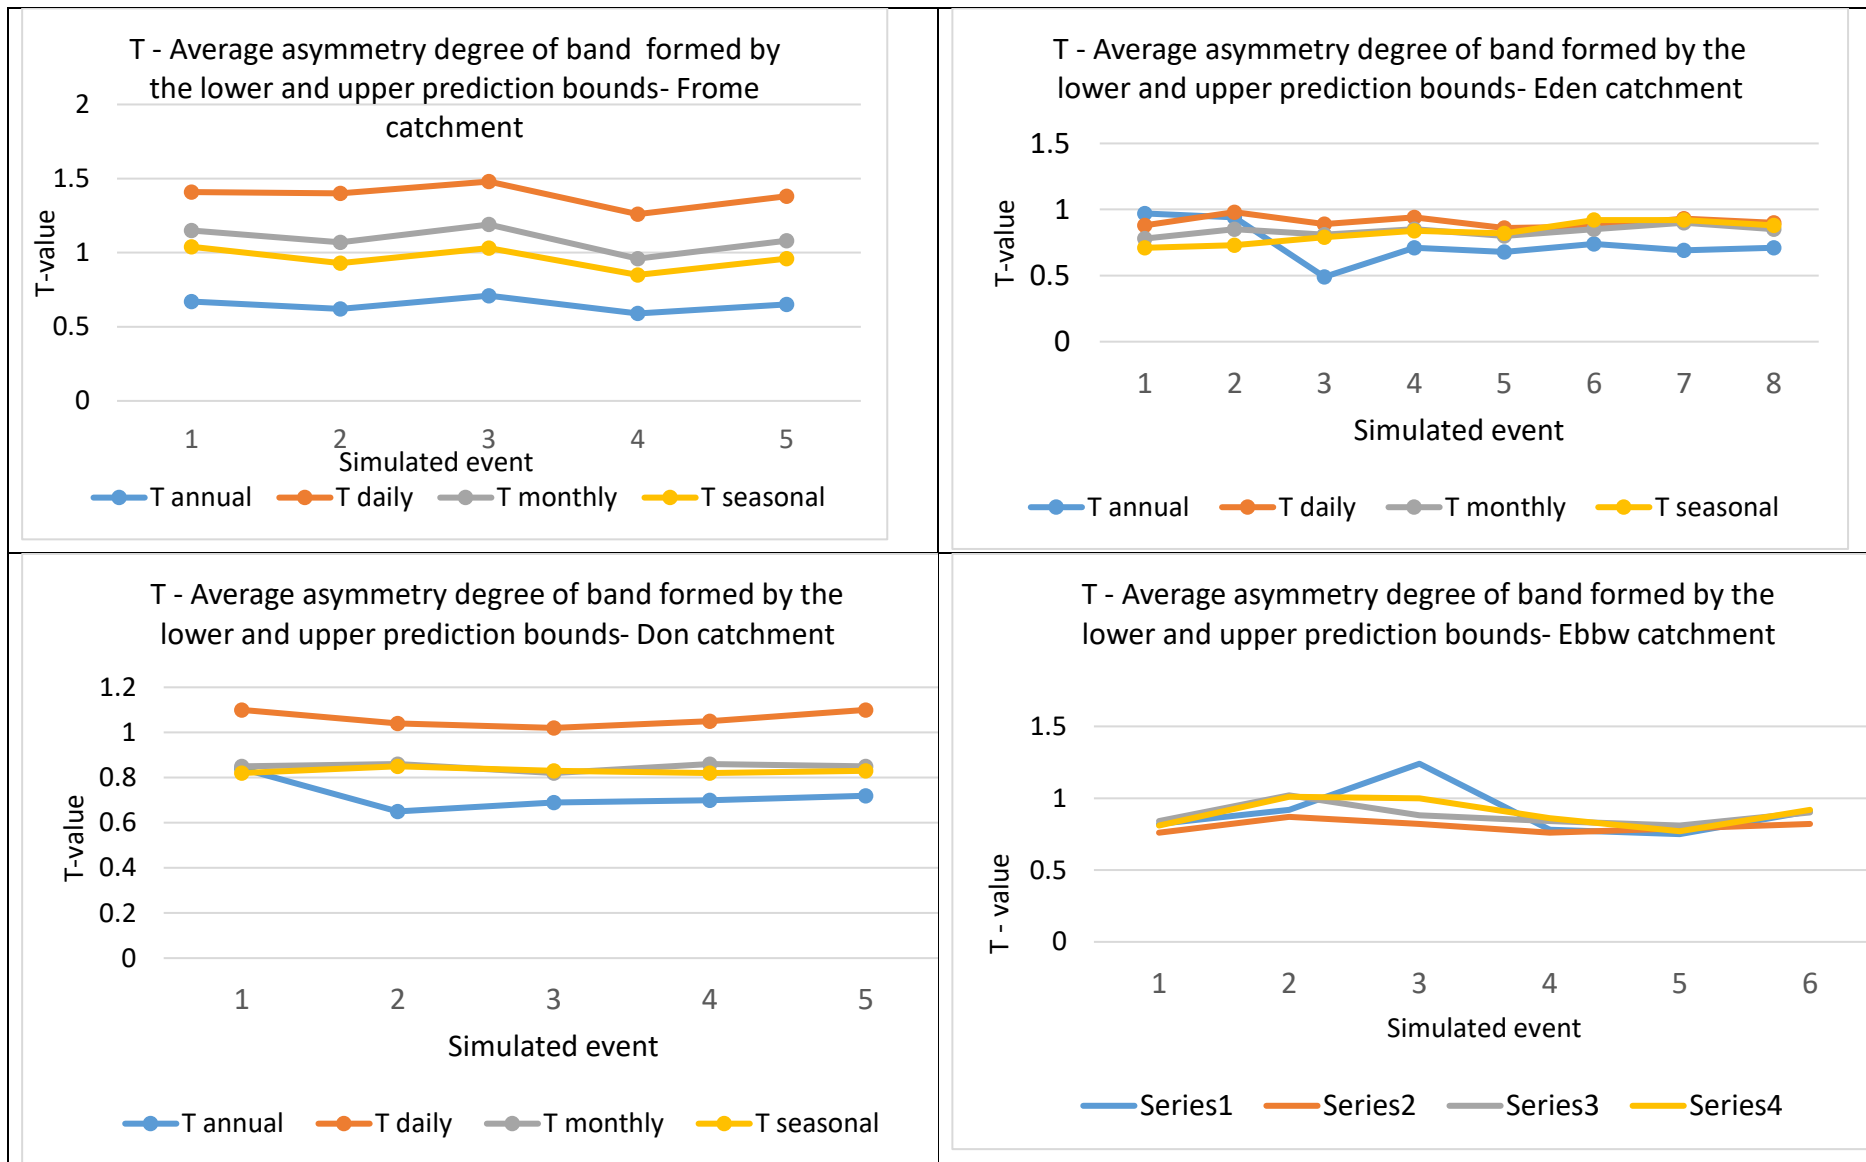 T - Average asymmetry degree of band formed by
the lower and upper prediction bounds- Frome
catchment
2
1.5
1
0.5
0
T-value
1 2 3 4 5
Simulated event
T annual T daily T monthly T seasonal
T - Average asymmetry degree of band formed by the
lower and upper prediction bounds- Eden catchment
1.5
1
0.5
0
T-value
1 2 3 4 5 6 7 8
Simulated event
T annual T daily T monthly T seasonal
T - Average asymmetry degree of band formed by the
lower and upper prediction bounds- Don catchment
1.2
1
0.8
0.6
0.4
0.2
0
T-value
1 2 3 4 5
Simulated event
T annual T daily T monthly T seasonal
T - Average asymmetry degree of band formed by the
lower and upper prediction bounds- Ebbw catchment
1.5
1
0.5
0
T - value
1 2 3 4 5 6
Simulated event
Series1 Series2 Series3 Series4